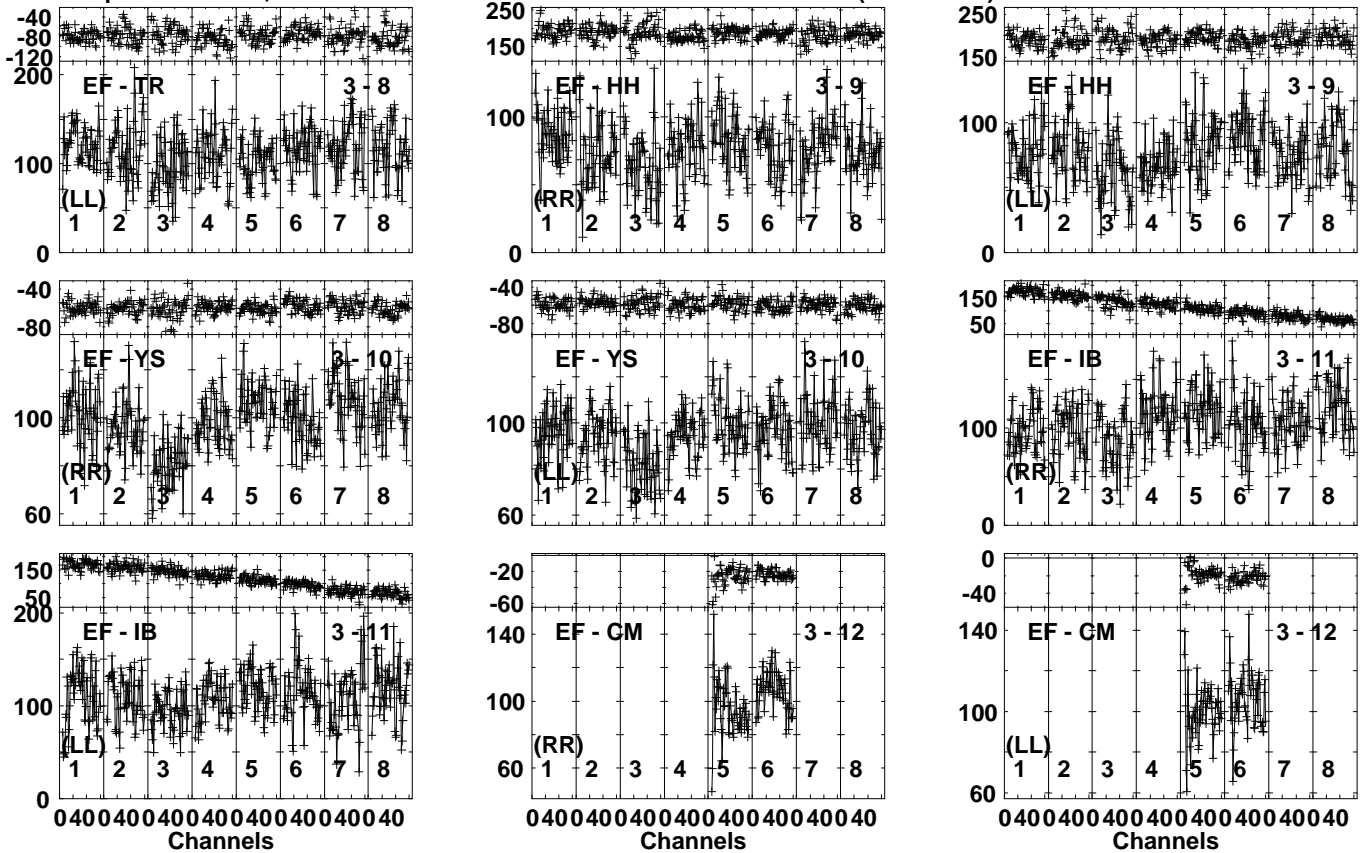 -40
-80
-120
200
EF - TR 3 - 8
100
(LL)
1 2 3 4 5 6 7 8
0
250
150
EF - HH 3 - 9
100
(RR)
1 2 3 4 5 6 7 8
0
250
150
EF - HH 3 - 9
100
(LL)
1 2 3 4 5 6 7 8
0
-40
-80
EF - YS 3 - 10
100
(RR)
1 2 3 4 5 6 7 8
60
-40
-80
EF - YS 3 - 10
100
(LL)
1 2 3 4 5 6 7 8
60
150
50
EF - IB 3 - 11
100
(RR)
1 2 3 4 5 6 7 8
0
150
50
200
EF - IB 3 - 11
100
(LL)
1 2 3 4 5 6 7 8
0
0 40 0 40 0 40 0 40 0 40 0 40 0 40 0 40
Channels
-20
-60
140
EF - CM 3 - 12
100
(RR)
1 2 3 4 5 6 7 8
60
0 40 0 40 0 40 0 40 0 40 0 40 0 40 0 40
Channels
0
-40
140
EF - CM 3 - 12
100
(LL)
1 2 3 4 5 6 7 8
60
0 40 0 40 0 40 0 40 0 40 0 40 0 40 0 40
Channels